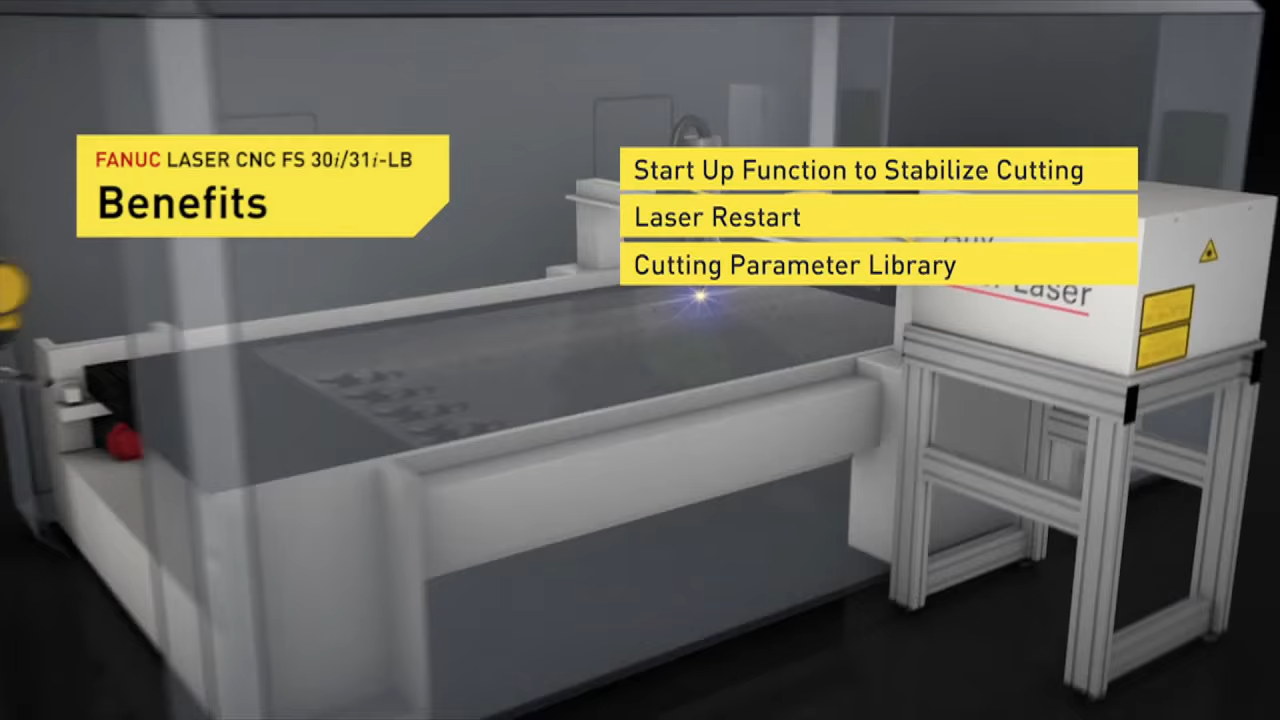 FANUC LASER CNC FS 30i/31i-LB
Benefits
Start Up Function to Stabilize Cutting
Laser Restart
Cutting Parameter Library
Laser